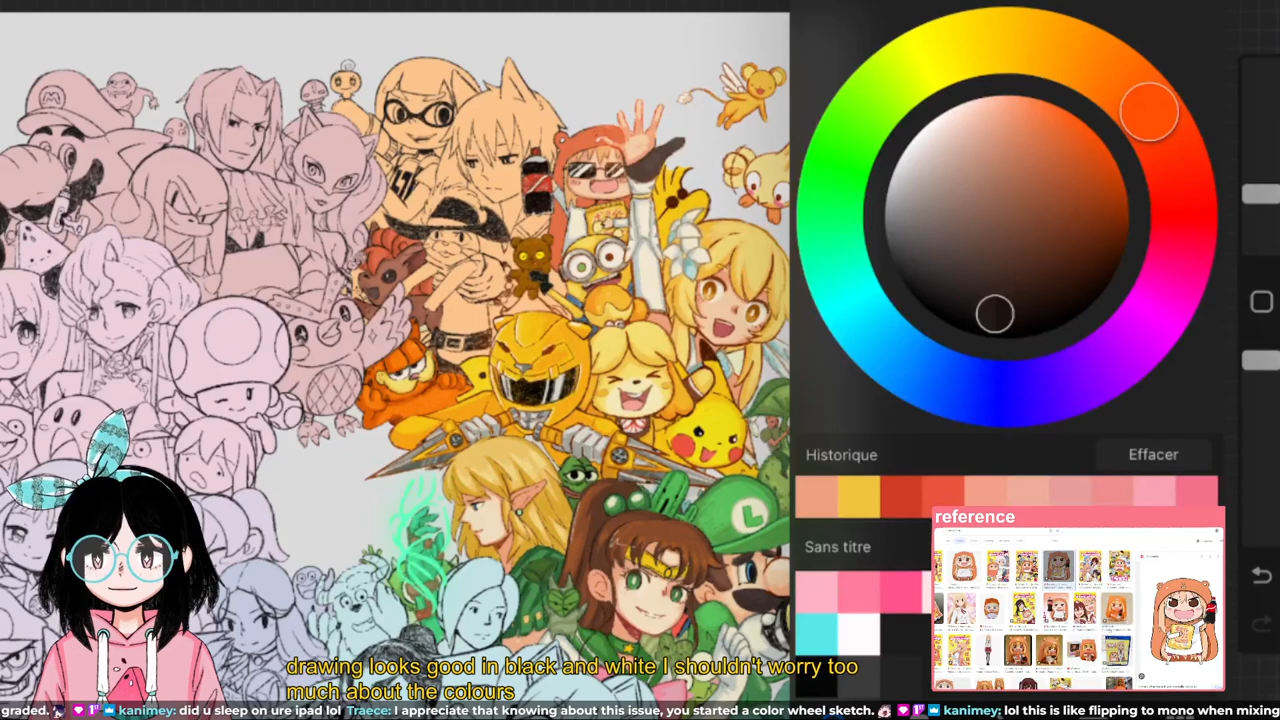 M
L
Historique
Effacer
reference
Sans titre
drawing looks good in black and white I shouldn't worry too
much about the colours
graded. kanimey: did u sleep on ure ipad lol Traece: I appreciate that knowing about this issue, you started a color wheel sketch. kanimey: lol this is like flipping to mono when mixing